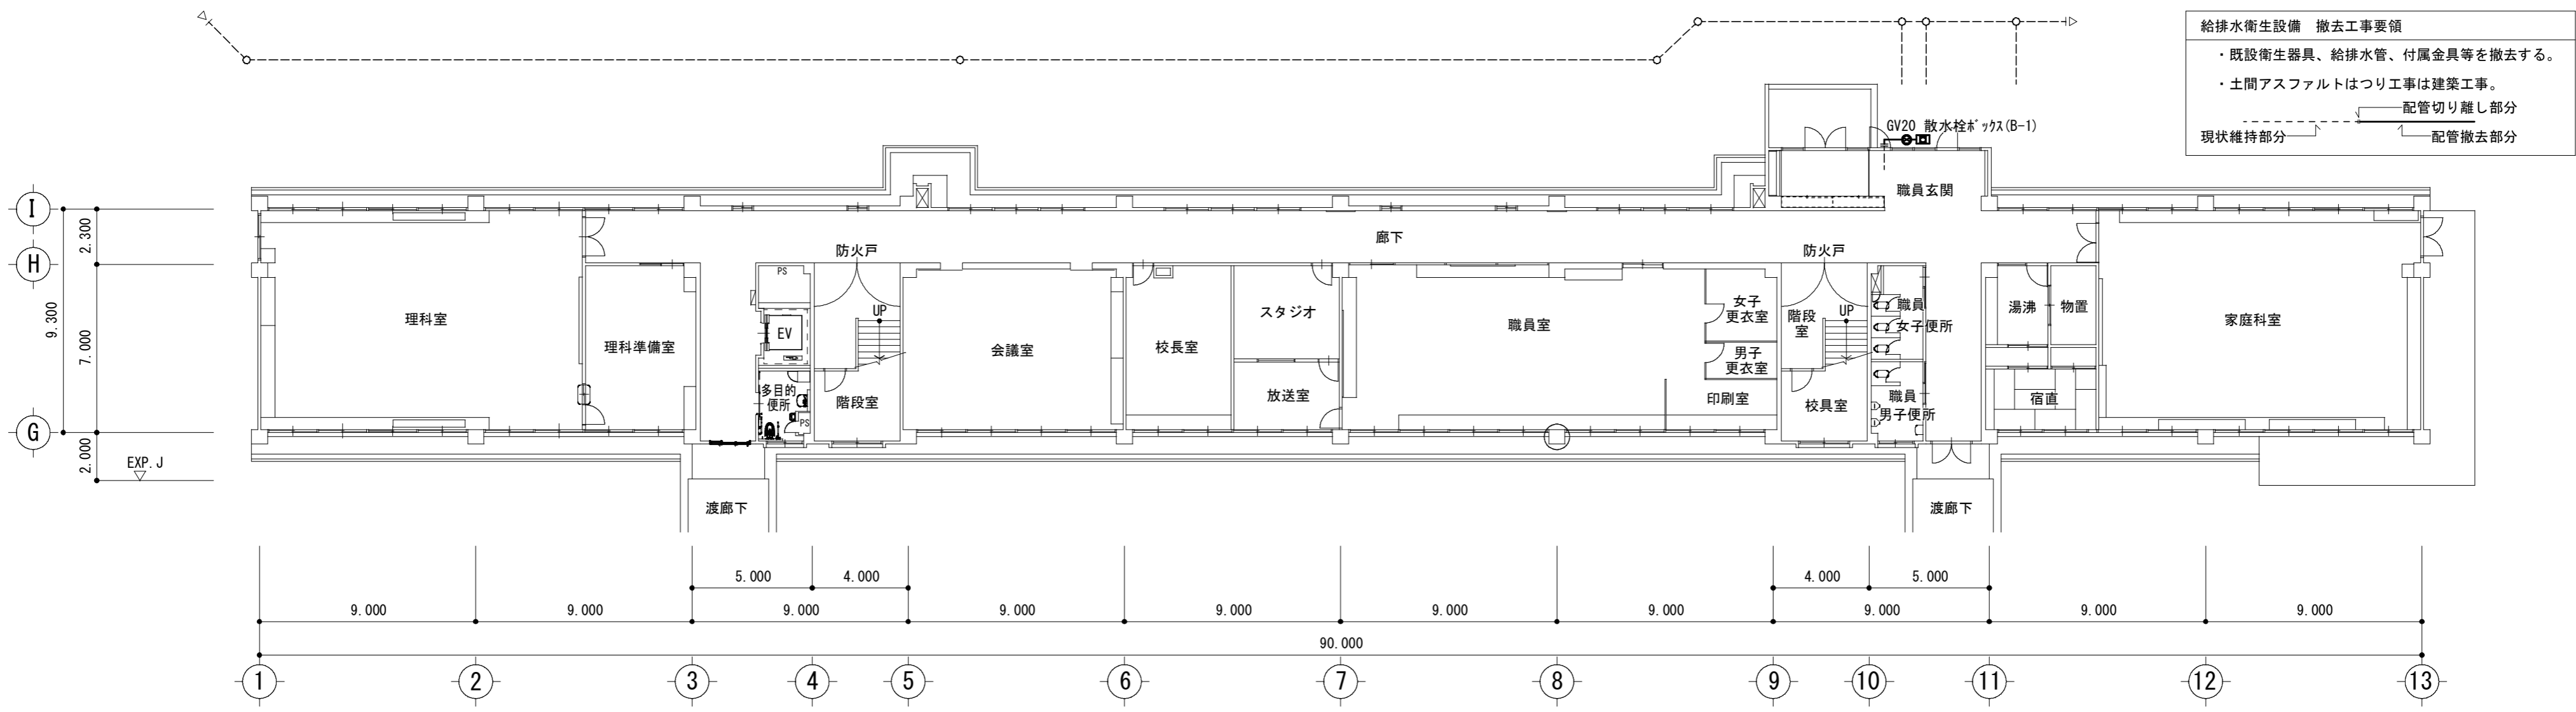 給排水衛生設備　撤去工事要領
・既設衛生器具、給排水管、付属金具等を撤去する。
・土間アスファルトはつり工事は建築工事。
配管切り離し部分
現状維持部分
配管撤去部分
GV20 散水栓ﾎﾞｯｸｽ(B-1)
職員玄関
I
H
G
2.300
7.000
9.300
2.000
EXP.J
防火戸
廊下
防火戸
理科室
理科準備室
PS
EV
多目的
便所
PS
UP
階段室
会議室
校長室
スタジオ
放送室
職員室
女子
更衣室
男子
更衣室
印刷室
階段
室
UP
校具室
職員
女子便所
職員
男子便所
湯沸
物置
宿直
家庭科室
渡廊下
渡廊下
5.000
4.000
4.000
5.000
9.000
9.000
9.000
9.000
9.000
9.000
9.000
9.000
9.000
9.000
90.000
1
2
3
4
5
6
7
8
9
10
11
12
13